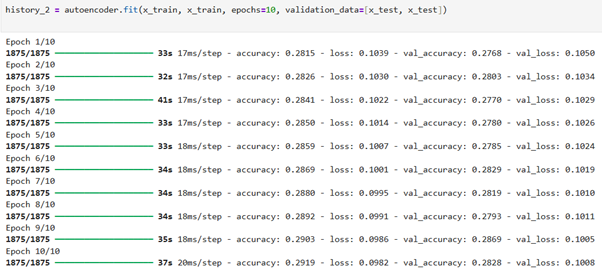 history_2 = autoencoder.fit(x_train, x_train, epochs=10, validation_data=[x_test, x_test])
Epoch 1/10
1875/1875 33s 17ms/step - accuracy: 0.2815 - loss: 0.1039 - val_accuracy: 0.2768 - val_loss: 0.1050
Epoch 2/10
1875/1875 32s 17ms/step - accuracy: 0.2826 - loss: 0.1030 - val_accuracy: 0.2803 - val_loss: 0.1034
Epoch 3/10
1875/1875 41s 17ms/step - accuracy: 0.2841 - loss: 0.1022 - val_accuracy: 0.2770 - val_loss: 0.1029
Epoch 4/10
1875/1875 33s 17ms/step - accuracy: 0.2850 - loss: 0.1014 - val_accuracy: 0.2780 - val_loss: 0.1026
Epoch 5/10
1875/1875 33s 18ms/step - accuracy: 0.2859 - loss: 0.1007 - val_accuracy: 0.2785 - val_loss: 0.1024
Epoch 6/10
1875/1875 34s 18ms/step - accuracy: 0.2869 - loss: 0.1001 - val_accuracy: 0.2829 - val_loss: 0.1019
Epoch 7/10
1875/1875 34s 18ms/step - accuracy: 0.2880 - loss: 0.0995 - val_accuracy: 0.2819 - val_loss: 0.1010
Epoch 8/10
1875/1875 34s 18ms/step - accuracy: 0.2892 - loss: 0.0991 - val_accuracy: 0.2793 - val_loss: 0.1011
Epoch 9/10
1875/1875 35s 18ms/step - accuracy: 0.2903 - loss: 0.0986 - val_accuracy: 0.2869 - val_loss: 0.1005
Epoch 10/10
1875/1875 37s 20ms/step - accuracy: 0.2919 - loss: 0.0982 - val_accuracy: 0.2828 - val_loss: 0.1008